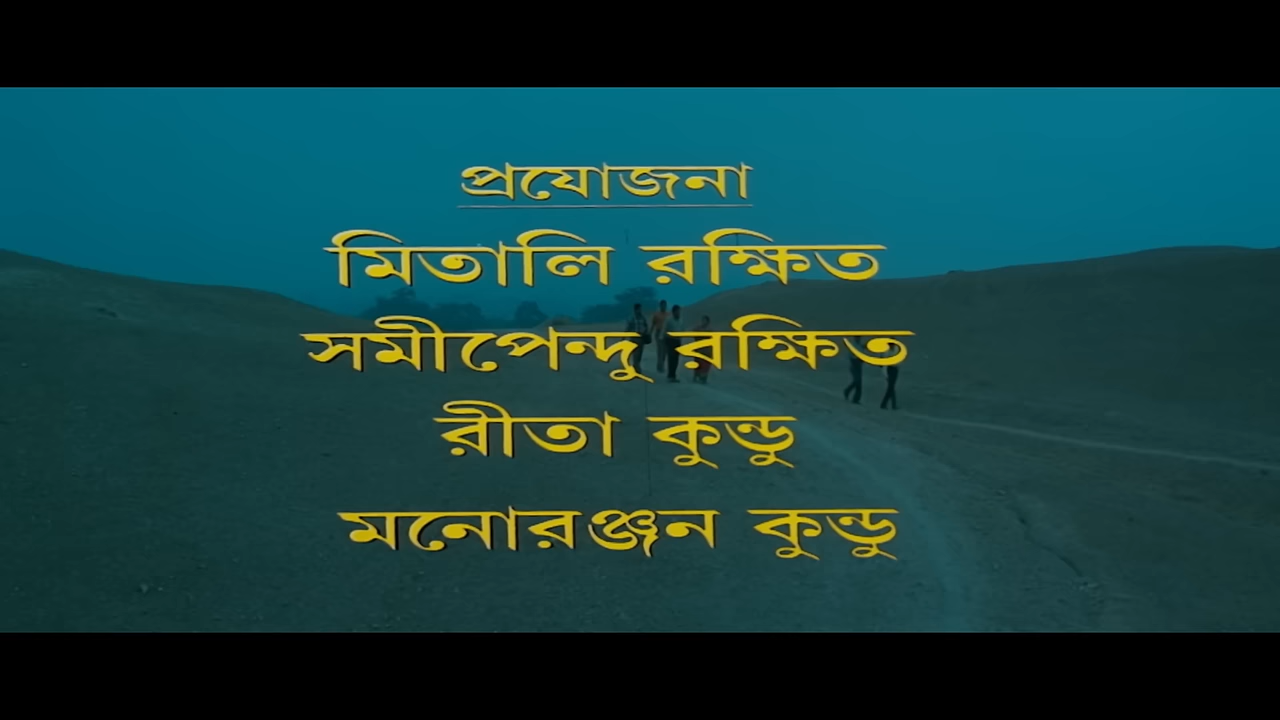 প্রযোজনা
মিতালি রক্ষিত
সমীপেন্দু রক্ষিত
রীতা কুন্ডু
মনোরঞ্জন কুন্ডু